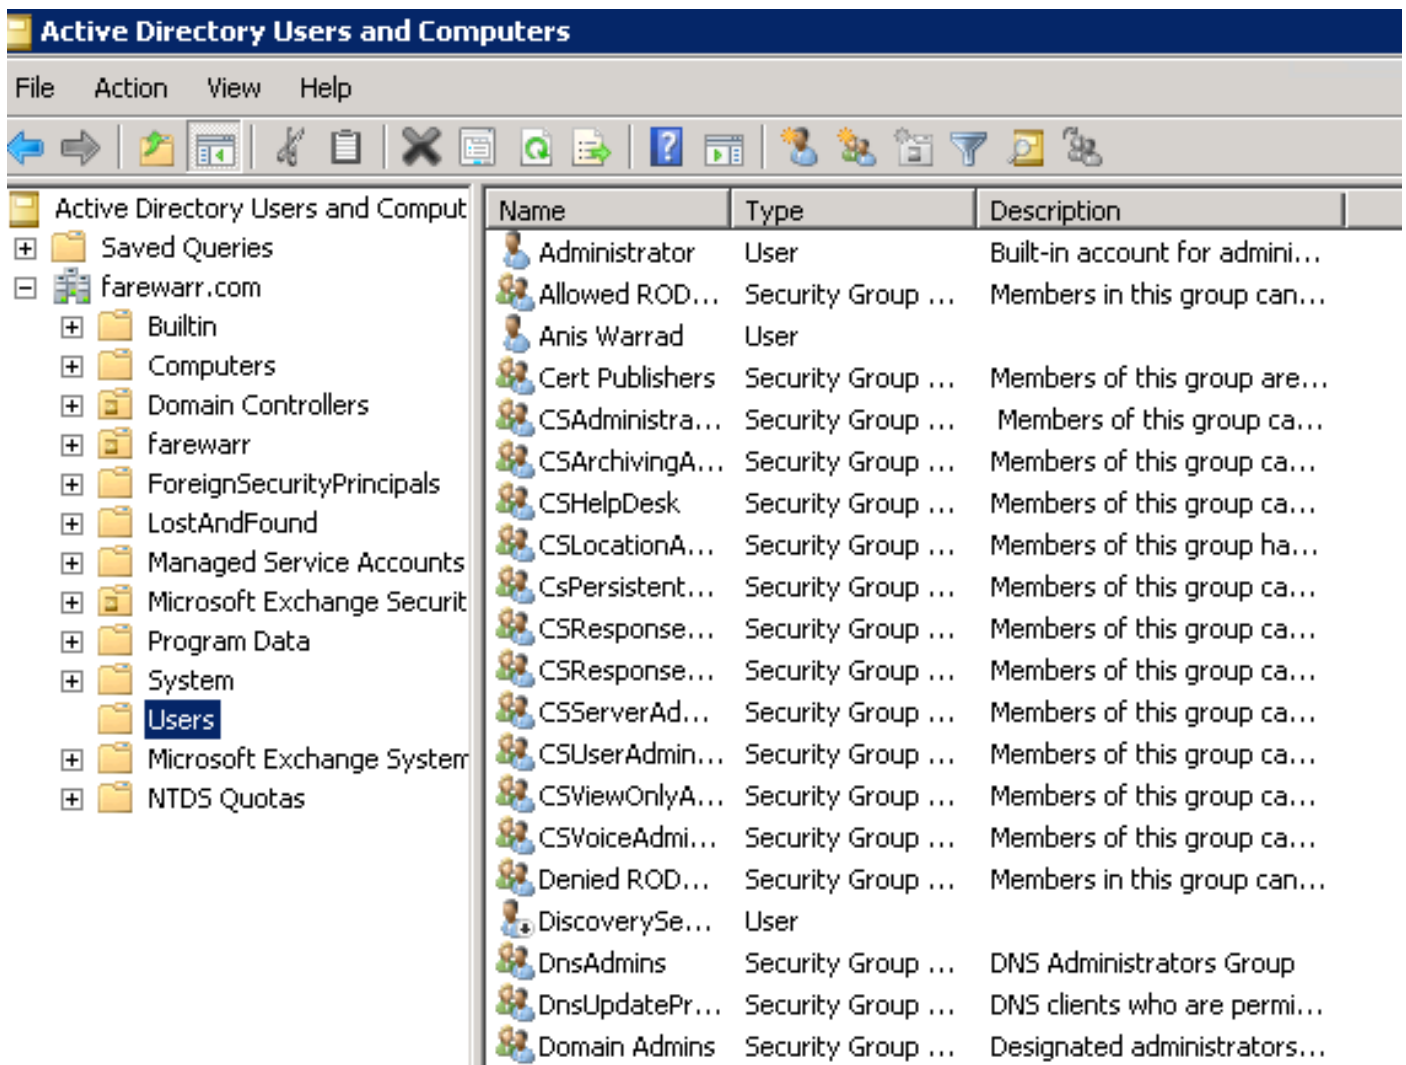 Active Directory Users and Computers
File Action View Help
Active Directory Users and Comput
Saved Queries
farewarr.com
Builtin
Computers
Domain Controllers
farewarr
ForeignSecurityPrincipals
LostAndFound
Managed Service Accounts
Microsoft Exchange Securit
Program Data
System
Users
Microsoft Exchange System
NTDS Quotas
Name Type Description
Administrator User Built-in account for admini...
Allowed ROD... Security Group ... Members in this group can...
Anis Warrad User
Cert Publishers Security Group ... Members of this group are...
CSAdministra... Security Group ... Members of this group ca...
CSArchivingA... Security Group ... Members of this group ca...
CSHelpDesk Security Group ... Members of this group ca...
CSLocationA... Security Group ... Members of this group ha...
CsPersistent... Security Group ... Members of this group ca...
CSResponse... Security Group ... Members of this group ca...
CSResponse... Security Group ... Members of this group ca...
CSServerAd... Security Group ... Members of this group ca...
CSUserAdmin... Security Group ... Members of this group ca...
CSViewOnlyA... Security Group ... Members of this group ca...
CSVoiceAdmi... Security Group ... Members of this group ca...
Denied ROD... Security Group ... Members in this group can...
DiscoverySe... User
DnsAdmins Security Group ... DNS Administrators Group
DnsUpdatePr... Security Group ... DNS clients who are permi...
Domain Admins Security Group ... Designated administrators...